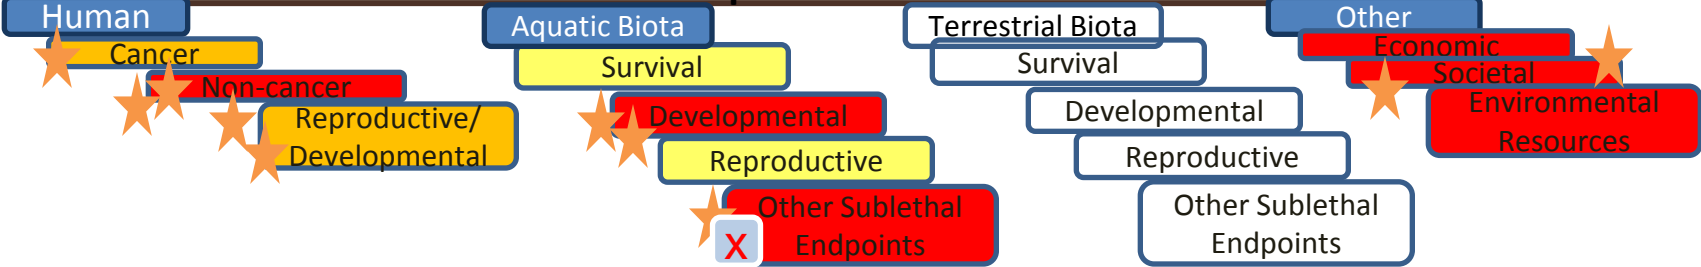 Human
Cancer
Non-cancer
Reproductive/
Developmental
Aquatic Biota
Survival
Developmental
Reproductive
Other Sublethal
Endpoints
X
Terrestrial Biota
Survival
Developmental
Reproductive
Other Sublethal
Endpoints
Other
Economic
Societal
Environmental
Resources